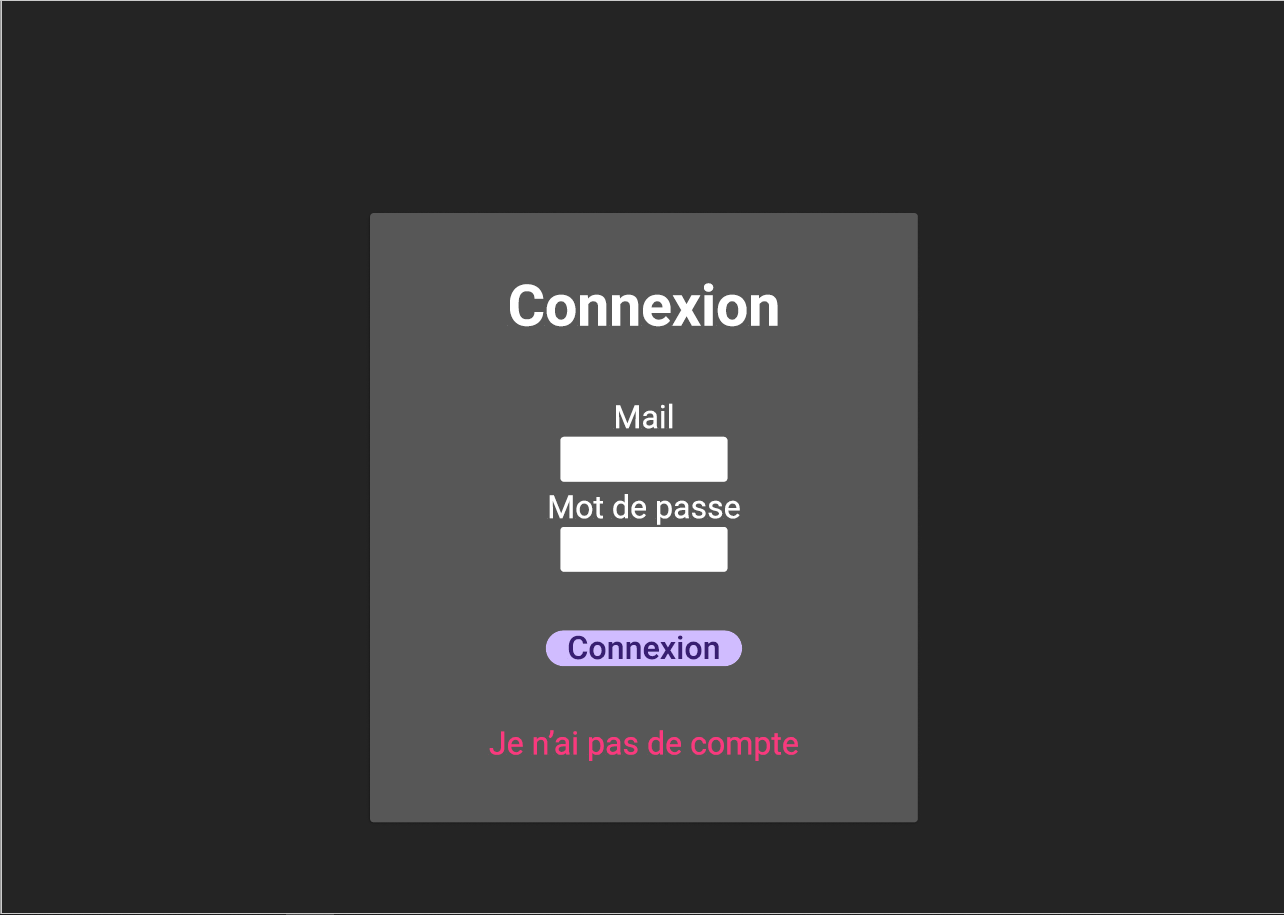 Connexion
Mail
Mot de passe
Connexion
Je n’ai pas de compte